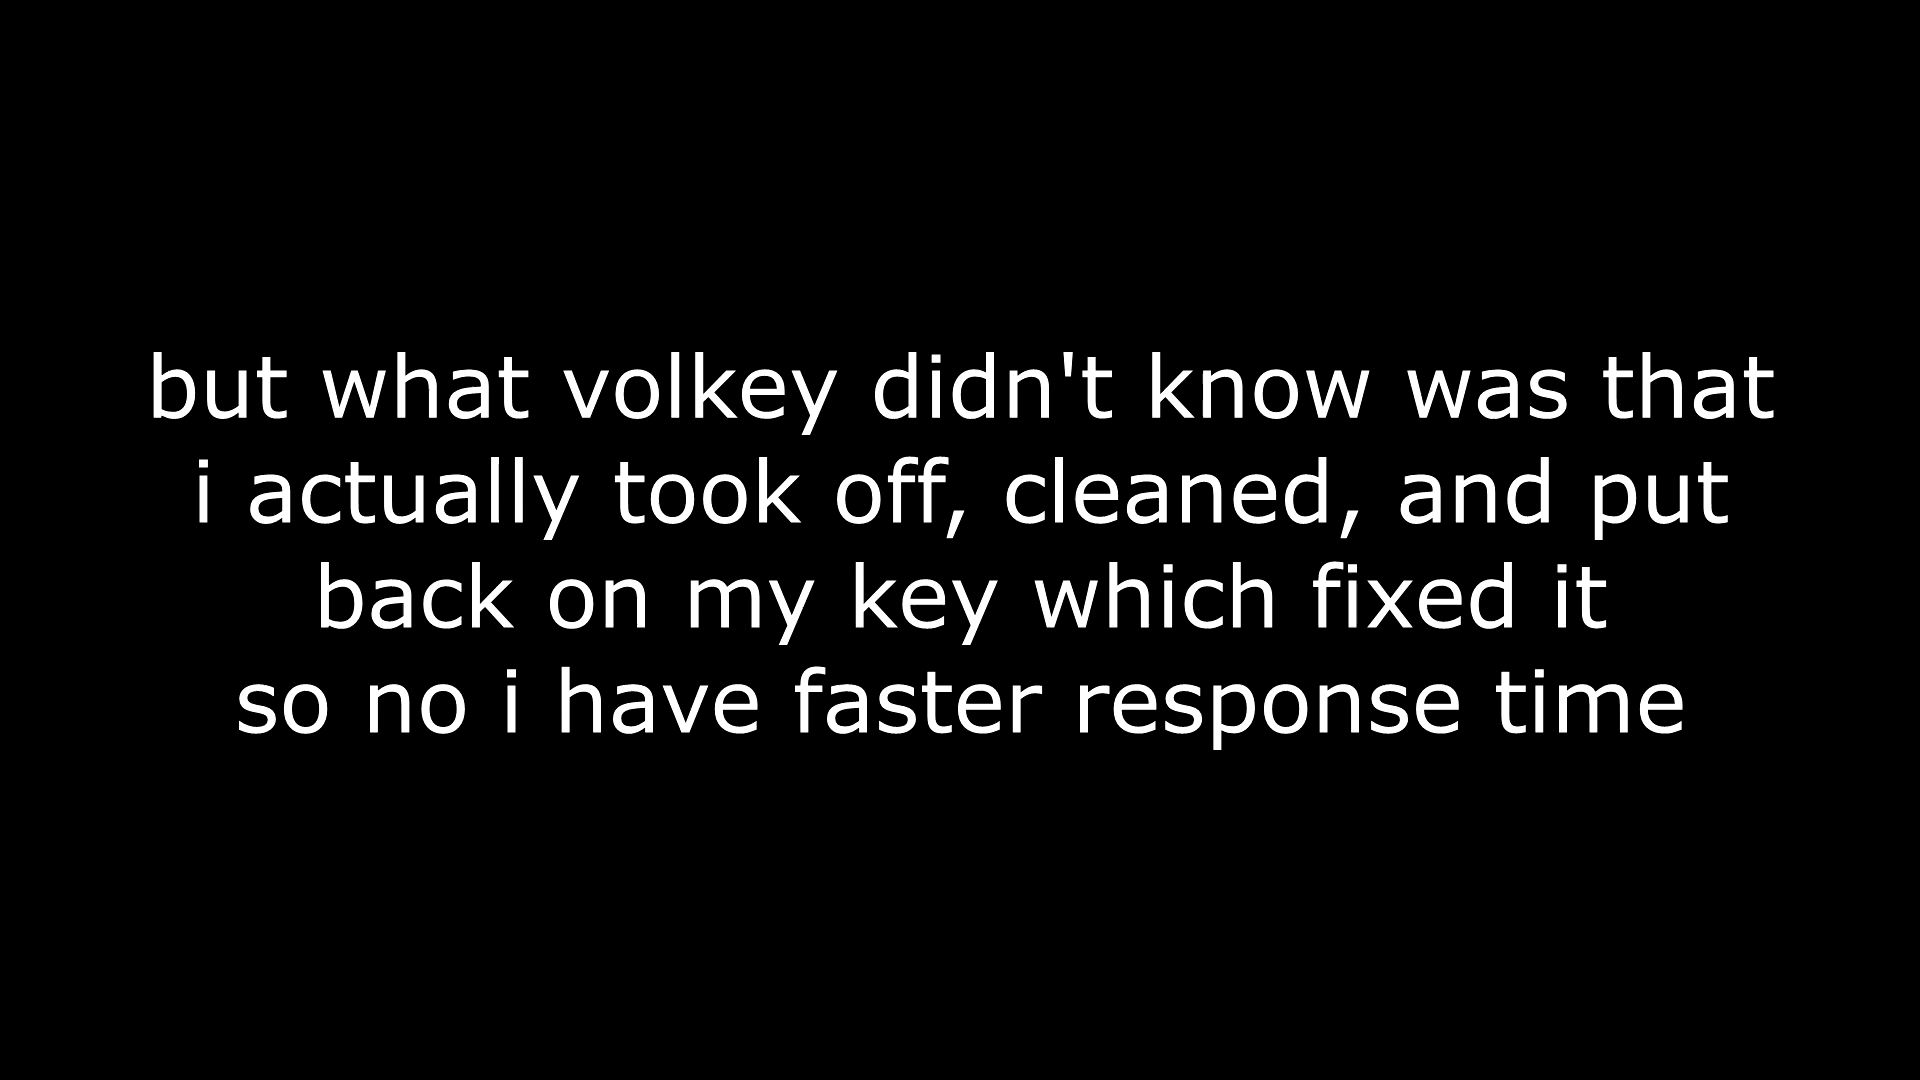 but what volkey didn't know was that
i actually took off, cleaned, and put
back on my key which fixed it
so no i have faster response time